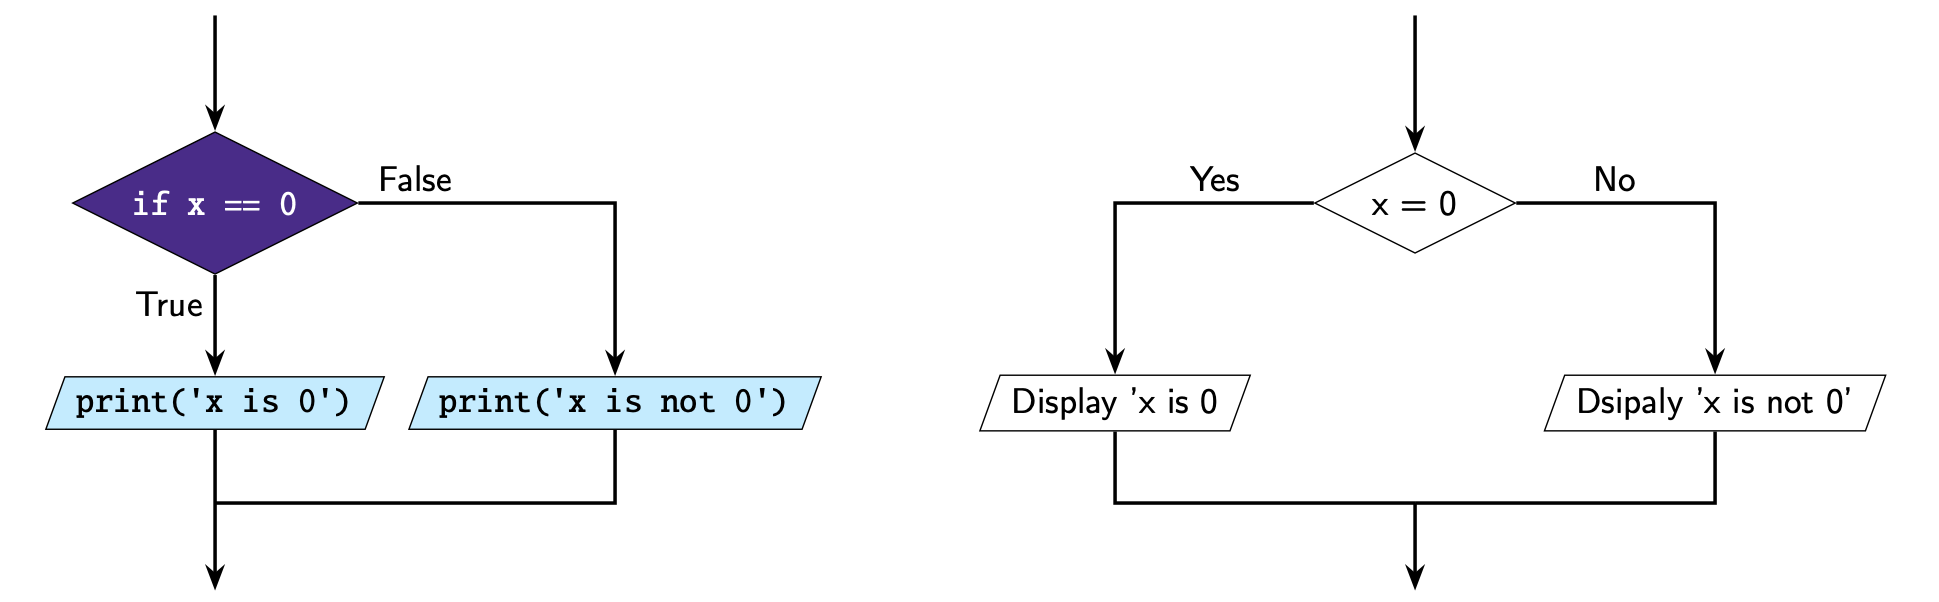 False
if x == 0
True
print('x is 0')
print('x is not 0')
Yes
No
x = 0
Display 'x is 0
Dsipaly 'x is not 0'